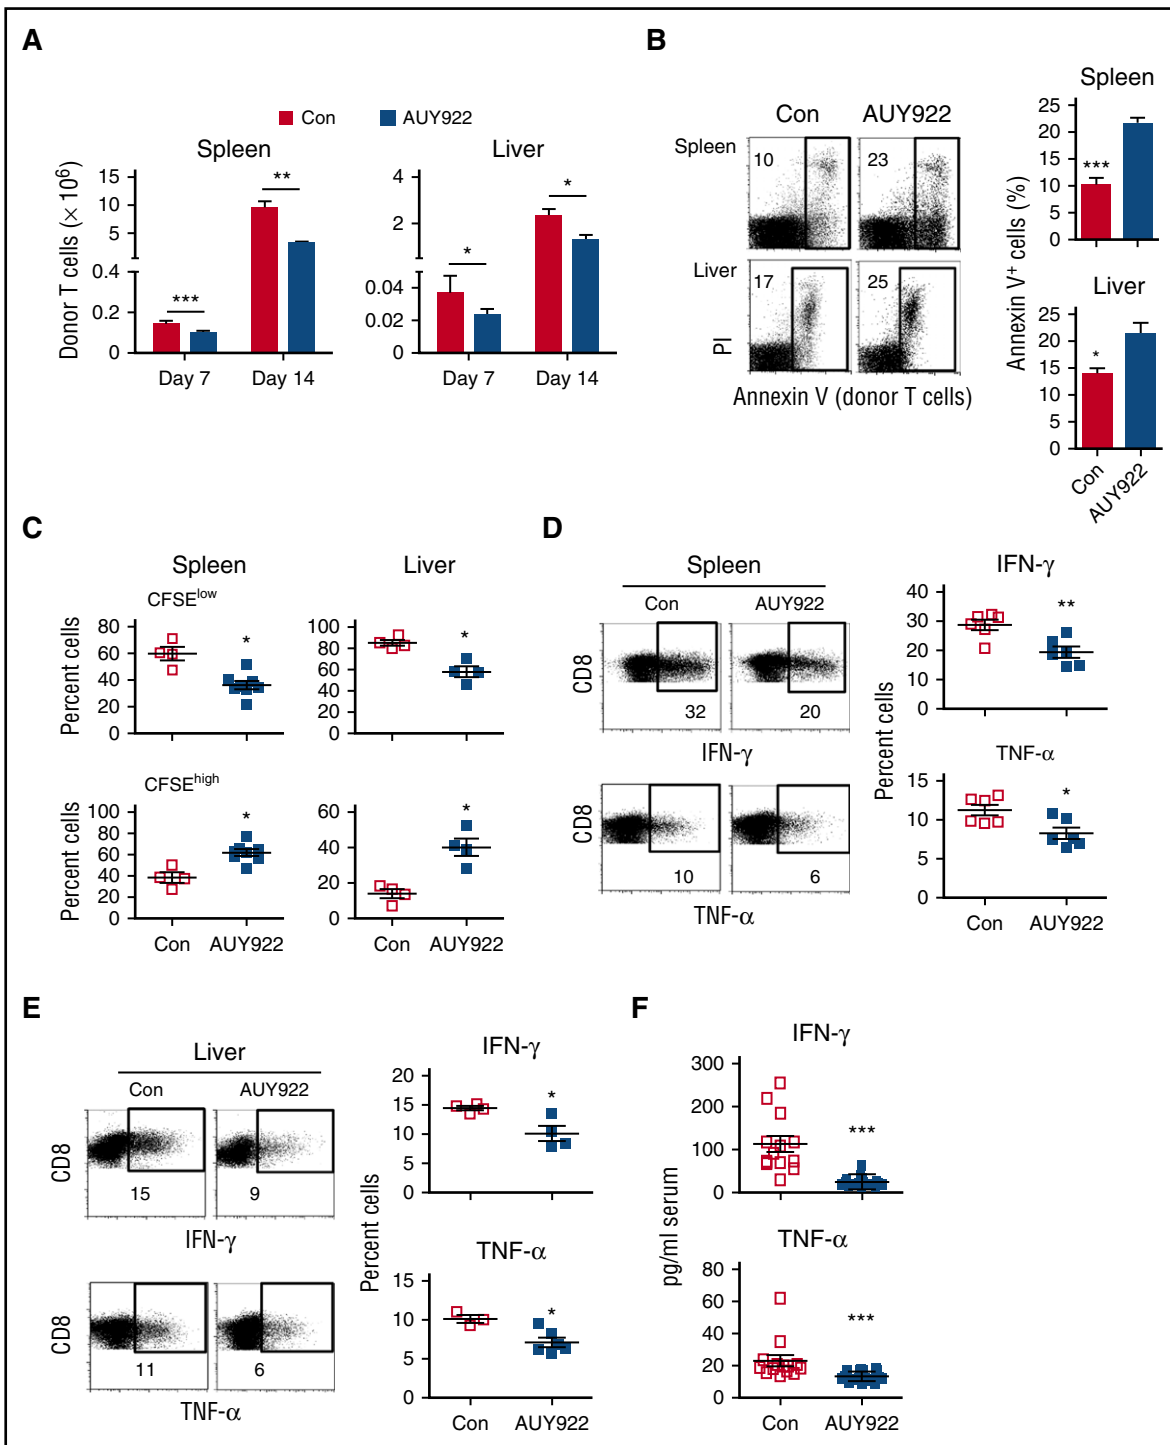 A
Con AUY922
Spleen
Liver
Donor T cells (× 10⁶)
15
10
5
0.4
0.2
0
***
**
Day 7
Day 14
4
2
0.04
0.02
0
*
*
Day 7
Day 14
B
Con
AUY922
Spleen
10
23
Liver
17
25
PI
Annexin V (donor T cells)
Annexin V⁺ cells (%)
Spleen
25
20
15
10
5
0
***
Liver
25
20
15
10
5
0
*
Con
AUY922
C
Spleen
Liver
CFSElow
Percent cells
80
60
40
20
0
*
100
80
60
40
20
0
*
CFSEhigh
Percent cells
100
80
60
40
20
0
*
60
40
20
0
*
Con
AUY922
Con
AUY922
D
Spleen
Con
AUY922
CD8
32
20
IFN-γ
CD8
10
6
TNF-α
Percent cells
IFN-γ
40
30
20
10
0
**
TNF-α
15
10
5
0
*
Con
AUY922
E
Liver
Con
AUY922
CD8
15
9
IFN-γ
CD8
11
6
TNF-α
Percent cells
IFN-γ
20
15
10
5
0
*
TNF-α
15
10
5
0
*
Con
AUY922
F
pg/ml serum
IFN-γ
300
200
100
0
***
TNF-α
80
60
40
20
0
***
Con
AUY922